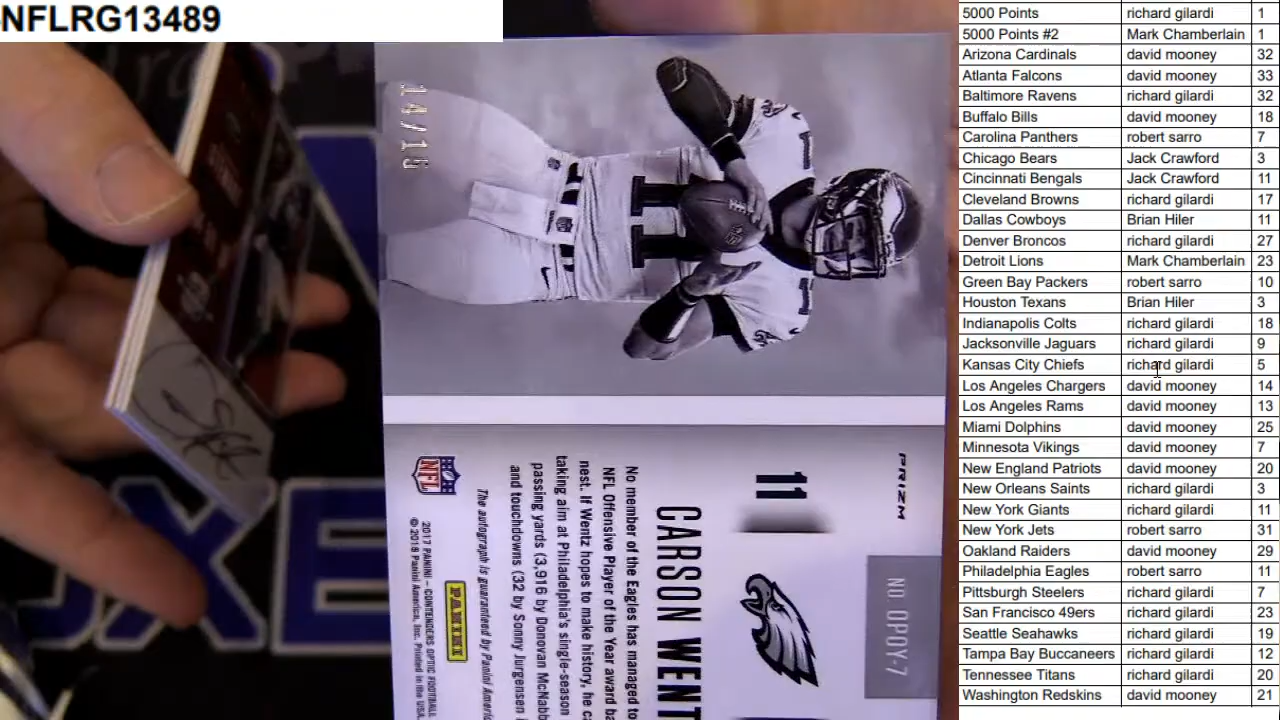 -NFLRG13489
14/15
PRIZM
11
NO. OPOY-7
CARSON WENT
No member of the Eagles has managed to
NFL Offensive Player of the Year award ba
nest. If Wentz hopes to make history, he ca
taking aim at Philadelphia's single-season
passing yards (3,916 by Donovan McNabb
and touchdowns (32 by Sonny Jurgensen i
The autograph is guaranteed by Panini Americ
PANINI
NFL
2017 PANINI – CONTENDERS OPTIC FOOTBALL
© 2018 Panini America, Inc. Printed in the USA.
5000 Points richard gilardi 1
5000 Points #2 Mark Chamberlain 1
Arizona Cardinals david mooney 32
Atlanta Falcons david mooney 33
Baltimore Ravens richard gilardi 32
Buffalo Bills david mooney 18
Carolina Panthers robert sarro 7
Chicago Bears Jack Crawford 3
Cincinnati Bengals Jack Crawford 11
Cleveland Browns richard gilardi 17
Dallas Cowboys Brian Hiler 11
Denver Broncos richard gilardi 27
Detroit Lions Mark Chamberlain 23
Green Bay Packers robert sarro 10
Houston Texans Brian Hiler 3
Indianapolis Colts richard gilardi 18
Jacksonville Jaguars richard gilardi 9
Kansas City Chiefs richard gilardi 5
Los Angeles Chargers david mooney 14
Los Angeles Rams david mooney 13
Miami Dolphins david mooney 25
Minnesota Vikings david mooney 7
New England Patriots david mooney 20
New Orleans Saints richard gilardi 3
New York Giants richard gilardi 11
New York Jets robert sarro 31
Oakland Raiders david mooney 29
Philadelphia Eagles robert sarro 11
Pittsburgh Steelers richard gilardi 7
San Francisco 49ers richard gilardi 23
Seattle Seahawks richard gilardi 19
Tampa Bay Buccaneers richard gilardi 12
Tennessee Titans richard gilardi 20
Washington Redskins david mooney 21